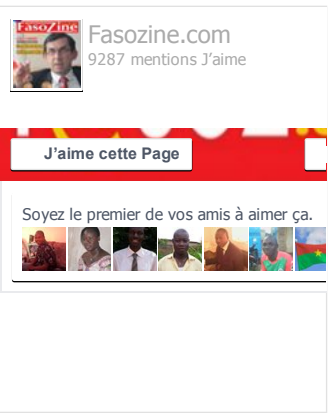 FasoZine
Fasozine.com
9287 mentions J’aime
J’aime cette Page
Soyez le premier de vos amis à aimer ça.